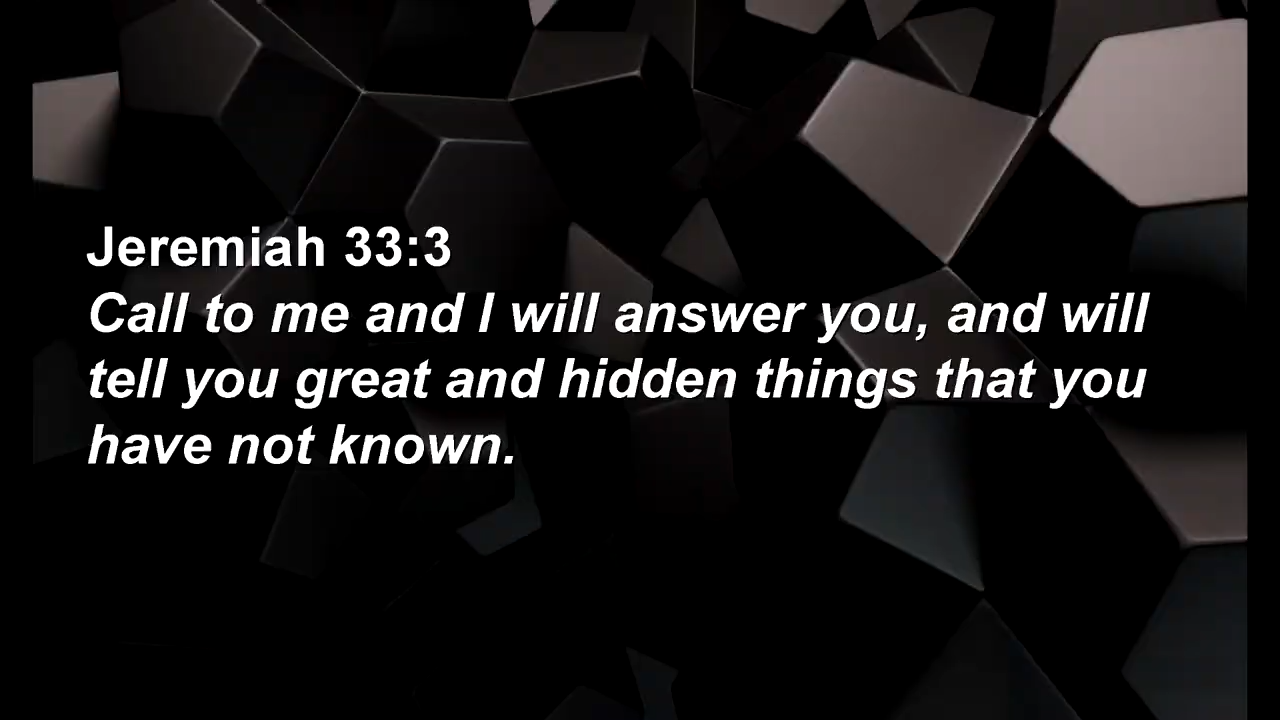 Jeremiah 33:3
Call to me and I will answer you, and will
tell you great and hidden things that you
have not known.